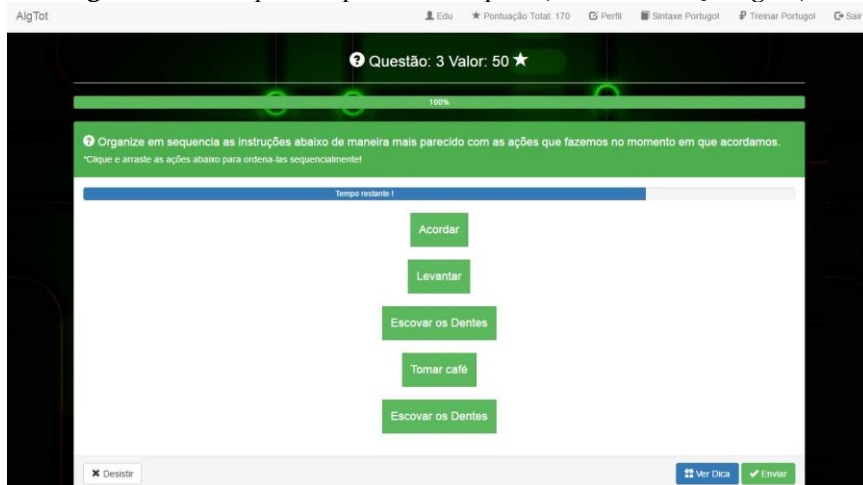 AlgTot Edu Pontuação Total: 170 Perfil Sintaxe Portugol Treinar Portugol Sair
Questão: 3 Valor: 50
100%
Organize em sequencia as instruções abaixo de maneira mais parecido com as ações que fazemos no momento em que acordamos.
*Clique e arraste as ações abaixo para ordena-las sequencialmente!
Tempo restante !
Acordar
Levantar
Escovar os Dentes
Tomar café
Escovar os Dentes
Desistir Ver Dica Enviar